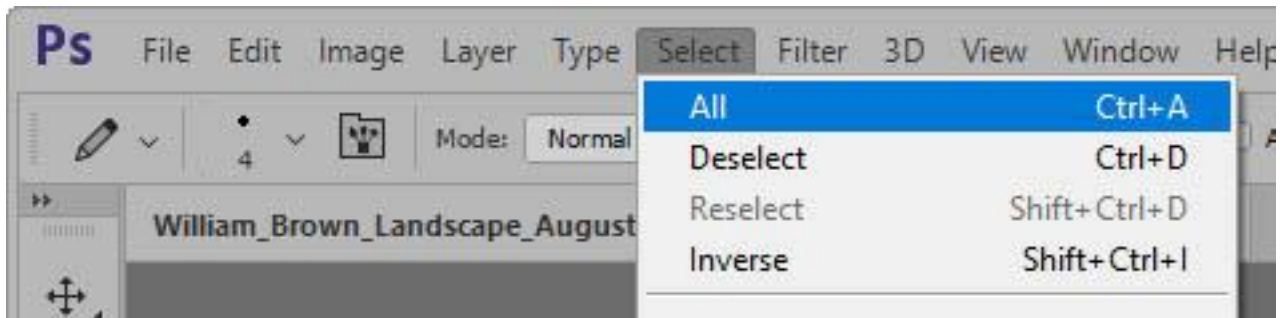 Ps File Edit Image Layer Type Select Filter 3D View Window Help
All Ctrl+A
4 Mode: Normal A
Deselect Ctrl+D
Reselect Shift+Ctrl+D
William_Brown_Landscape_August
Inverse Shift+Ctrl+I